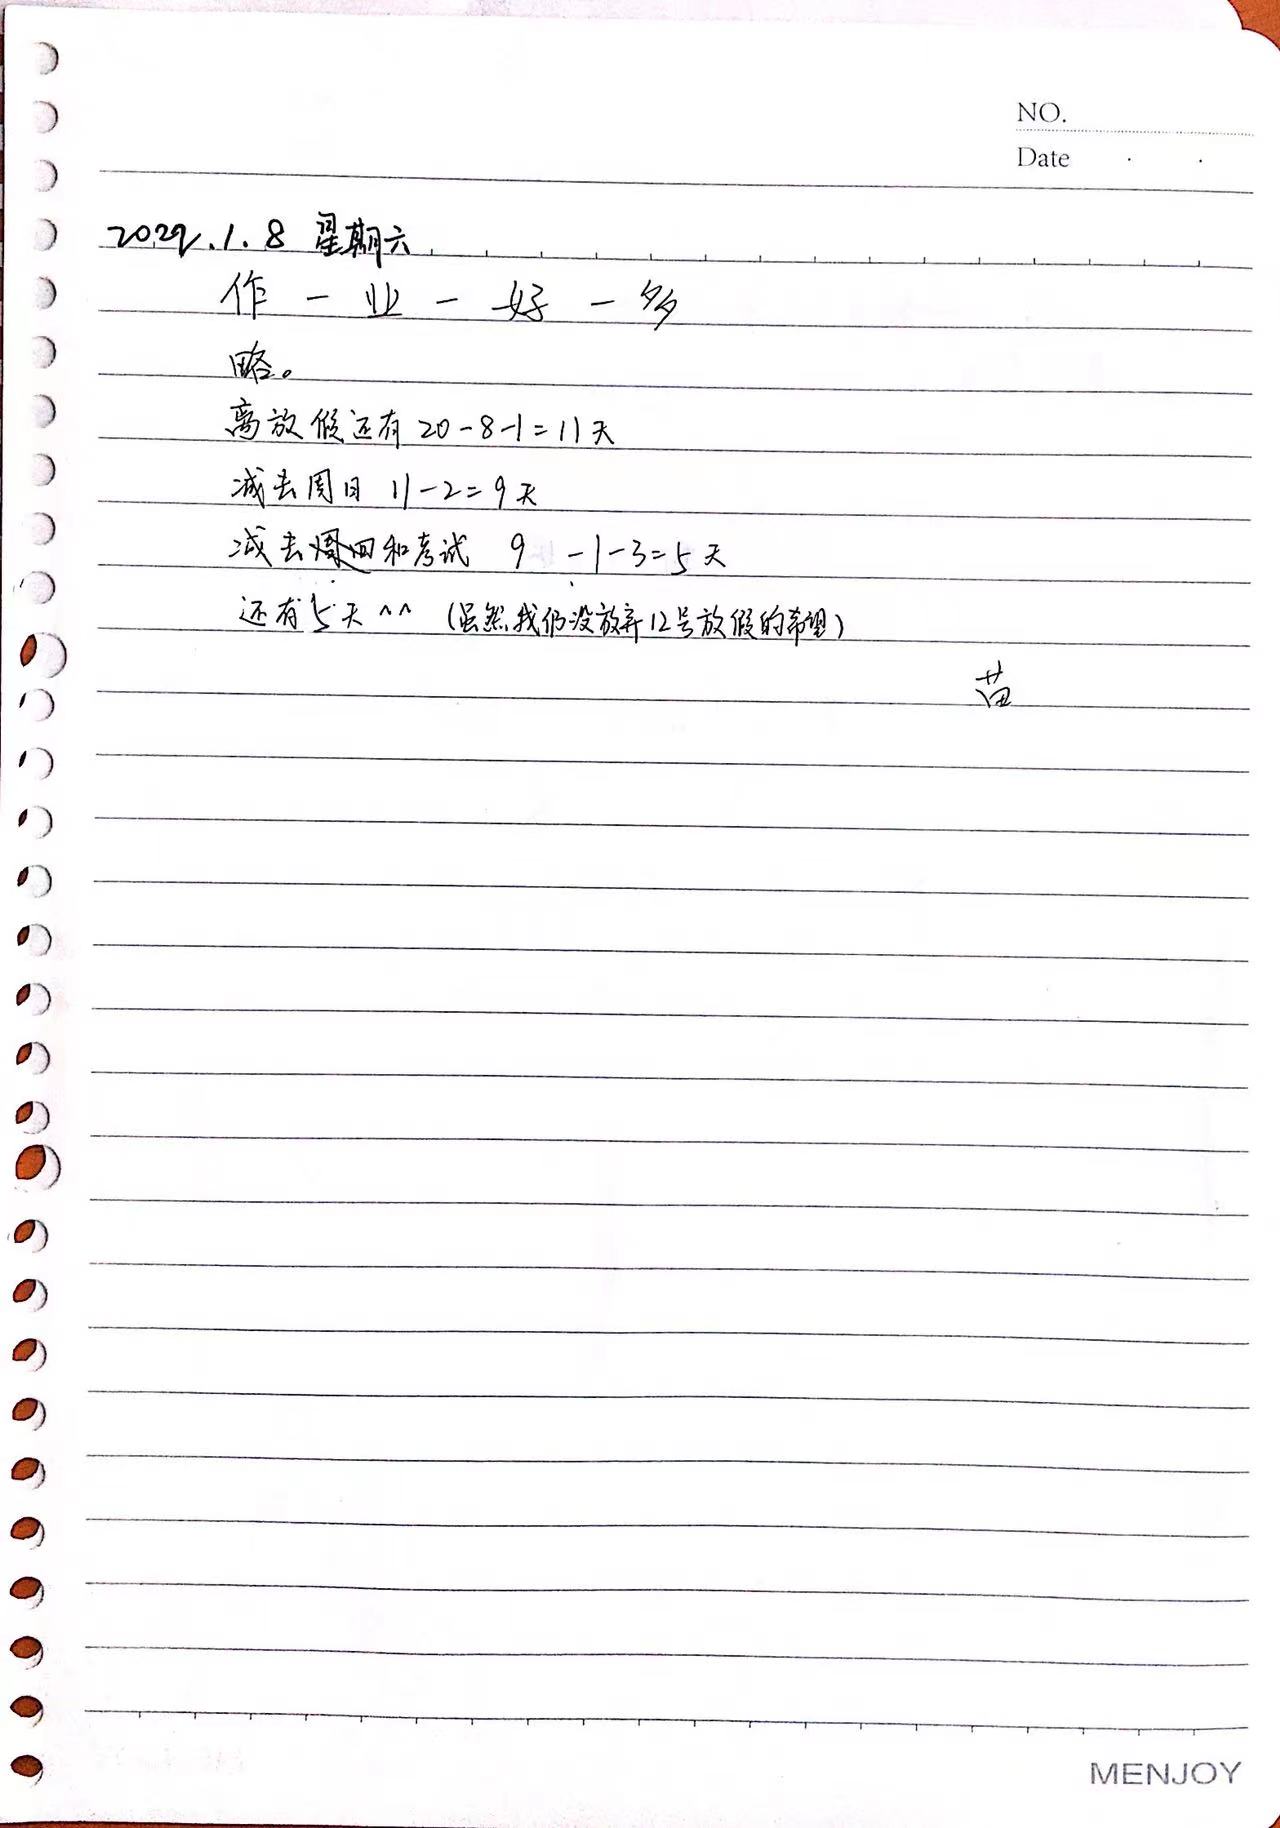 NO.
Date
2022.1.8 星期六
作一业一好一多
略。
离放假还有 20-8-1=11天
减去周日 11-2=9天
减去周四和考试 9 -1-3=5天
还有5天^^ (虽然我仍没放弃12号放假的希望)
苗
MENJOY